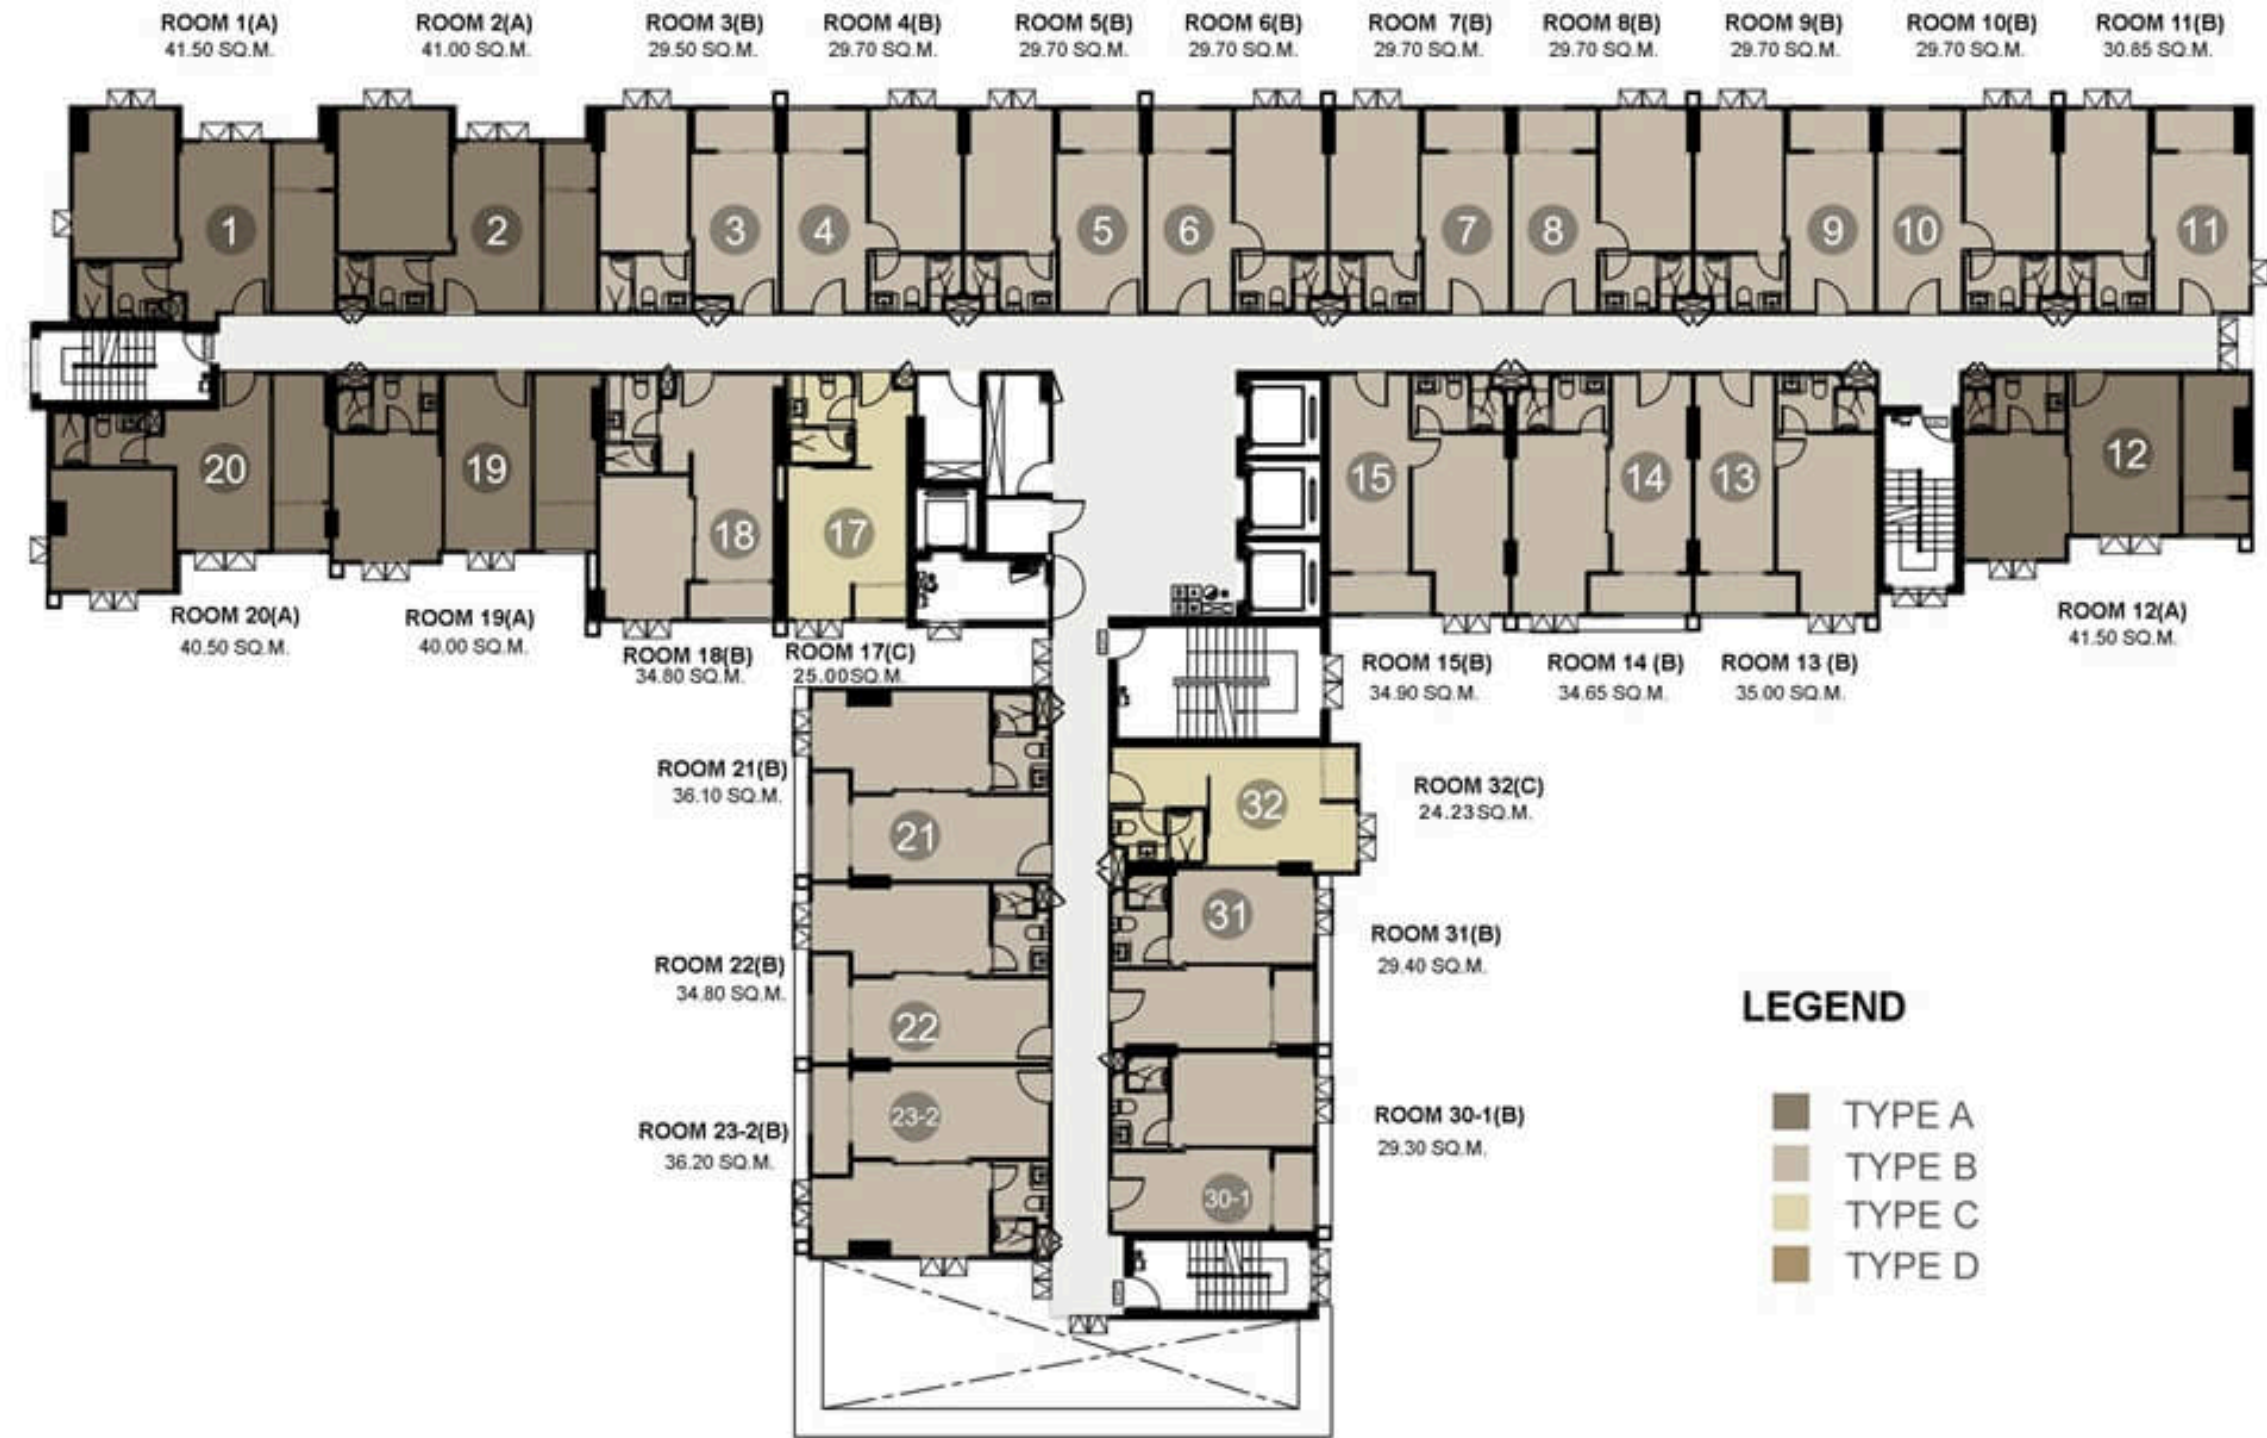 ROOM 1(A)
41.50 SQ.M.
ROOM 2(A)
41.00 SQ.M.
ROOM 3(B)
29.50 SQ.M.
ROOM 4(B)
29.70 SQ.M.
ROOM 5(B)
29.70 SQ.M.
ROOM 6(B)
29.70 SQ.M.
ROOM 7(B)
29.70 SQ.M.
ROOM 8(B)
29.70 SQ.M.
ROOM 9(B)
29.70 SQ.M.
ROOM 10(B)
29.70 SQ.M.
ROOM 11(B)
30.85 SQ.M.
1
2
3
4
5
6
7
8
9
10
11
20
19
18
17
15
14
13
12
ROOM 20(A)
40.50 SQ.M.
ROOM 19(A)
40.00 SQ.M.
ROOM 18(B)
34.80 SQ.M.
ROOM 17(C)
25.00SQ.M.
ROOM 15(B)
34.90 SQ.M.
ROOM 14 (B)
34.65 SQ.M.
ROOM 13 (B)
35.00 SQ.M.
ROOM 12(A)
41.50 SQ.M.
ROOM 21(B)
36.10 SQ.M.
21
32
ROOM 32(C)
24.23SQ.M.
31
ROOM 31(B)
29.40 SQ.M.
ROOM 22(B)
34.80 SQ.M.
22
ROOM 23-2(B)
36.20 SQ.M.
23-2
30-1
ROOM 30-1(B)
29.30 SQ.M.
LEGEND
TYPE A
TYPE B
TYPE C
TYPE D